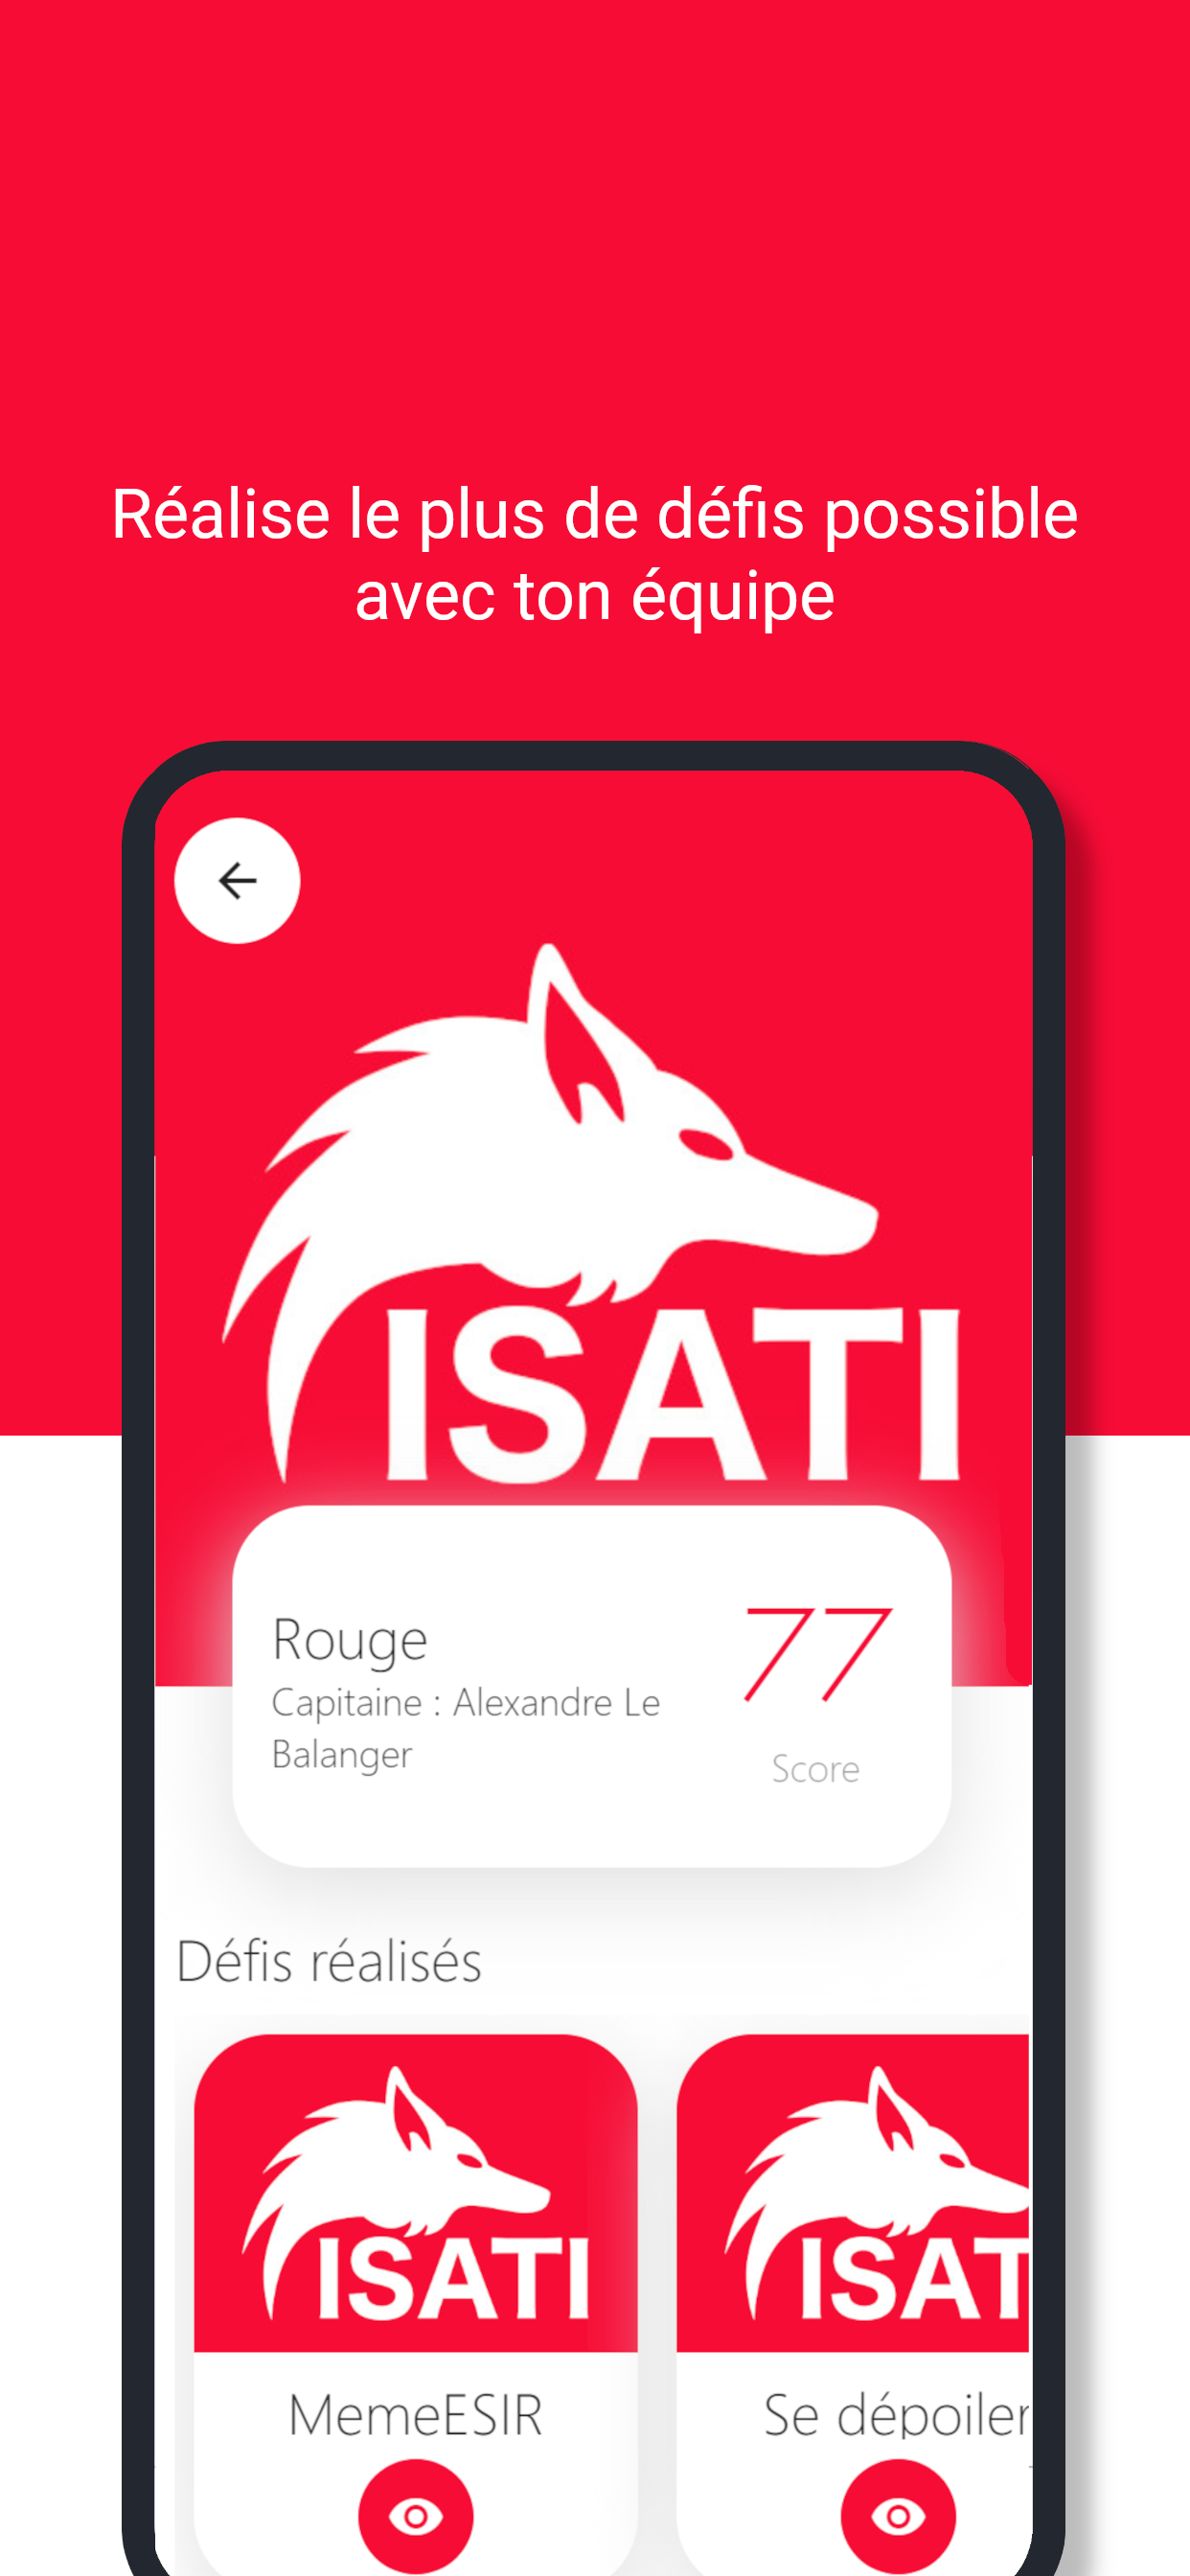 Réalise le plus de défis possible
avec ton équipe
ISATI
Rouge
Capitaine : Alexandre Le
Balanger
77
Score
Défis réalisés
ISATI
ISAT
MemeESIR
Se dépoiler